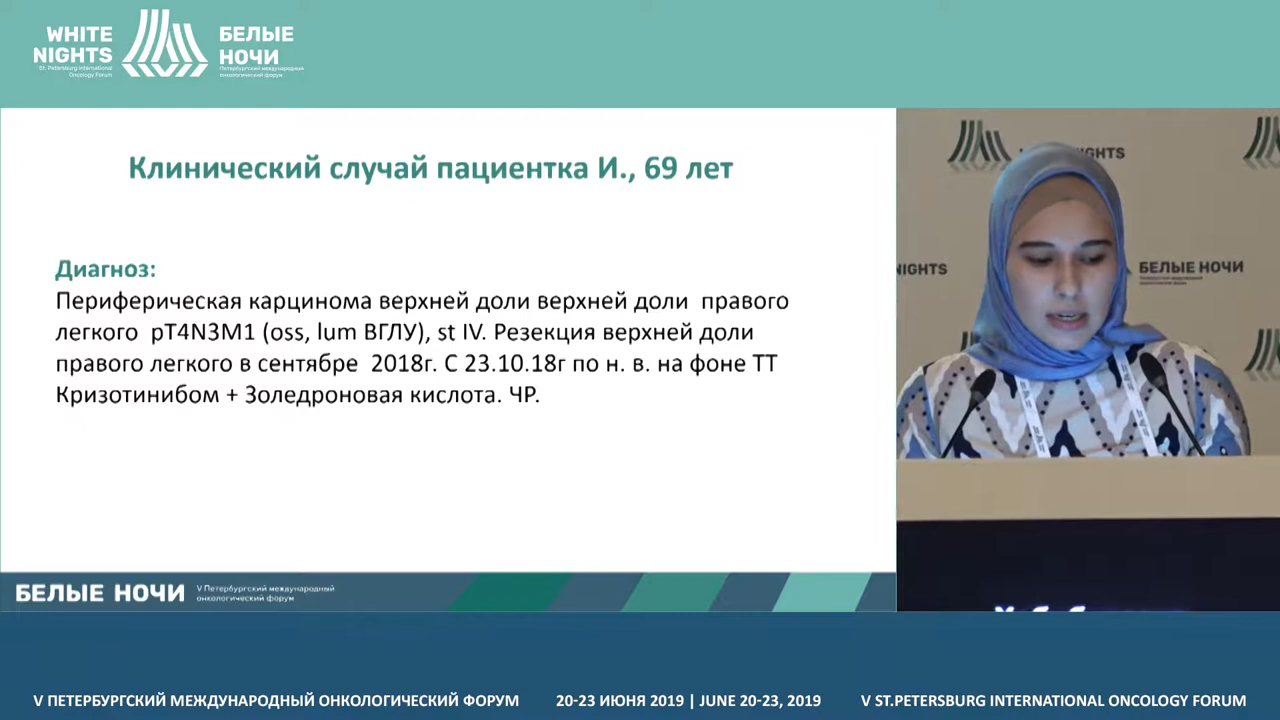 WHITE
NIGHTS
St. Petersburg International
Oncology Forum
БЕЛЫЕ
НОЧИ
Петербургский международный
онкологический форум
Клинический случай пациентка И., 69 лет
Диагноз:
Периферическая карцинома верхней доли верхней доли правого
легкого pT4N3M1 (oss, lum ВГЛУ), st IV. Резекция верхней доли
правого легкого в сентябре 2018г. С 23.10.18г по н. в. на фоне ТТ
Кризотинибом + Золедроновая кислота. ЧР.
NIGHTS
NIGHTS
БЕЛЫЕ НОЧИ
БЕЛЫЕ НОЧИ
V Петербургский международный
онкологический форум
V ПЕТЕРБУРГСКИЙ МЕЖДУНАРОДНЫЙ ОНКОЛОГИЧЕСКИЙ ФОРУМ
20-23 ИЮНЯ 2019 | JUNE 20-23, 2019
V ST.PETERSBURG INTERNATIONAL ONCOLOGY FORUM